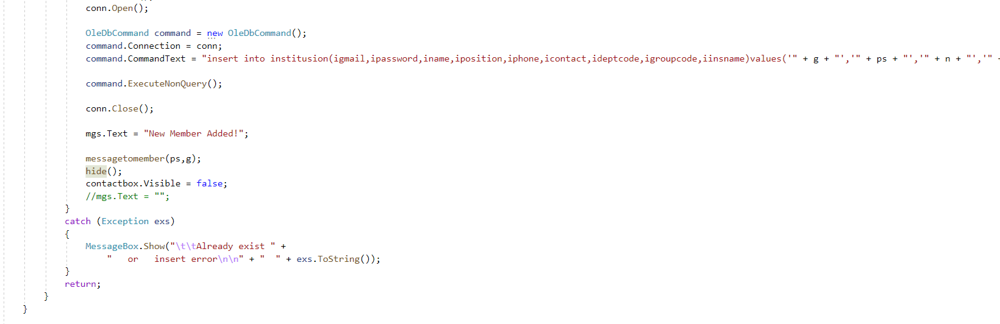 conn.Open();
OleDbCommand command = new OleDbCommand();
command.Connection = conn;
command.CommandText = "insert into institusion(igmail,ipassword,iname,iposition,iphone,icontact,ideptcode,igroupcode,iinsname)values('" + g + "','" + ps + "','" + n + "','" +
command.ExecuteNonQuery();
conn.Close();
mgs.Text = "New Member Added!";
messagetomember(ps,g);
hide();
contactbox.Visible = false;
//mgs.Text = "";
}
catch (Exception exs)
{
MessageBox.Show("\t\tAlready exist " +
"   or   insert error\n\n" + "  " + exs.ToString());
}
return;
}
}